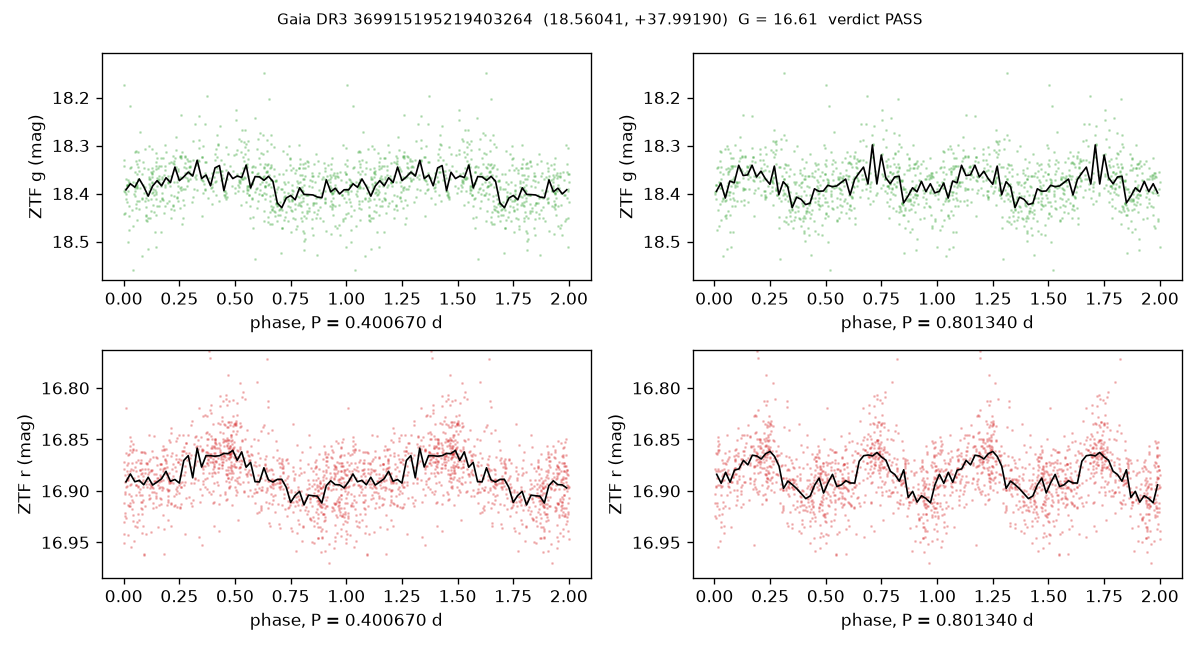 Gaia DR3 369915195219403264 (18.56041, +37.99190) G = 16.61 verdict PASS
ZTF g (mag)
18.2
18.3
18.4
18.5
0.00 0.25 0.50 0.75 1.00 1.25 1.50 1.75 2.00
phase, P = 0.400670 d
ZTF g (mag)
18.2
18.3
18.4
18.5
0.00 0.25 0.50 0.75 1.00 1.25 1.50 1.75 2.00
phase, P = 0.801340 d
ZTF r (mag)
16.80
16.85
16.90
16.95
0.00 0.25 0.50 0.75 1.00 1.25 1.50 1.75 2.00
phase, P = 0.400670 d
ZTF r (mag)
16.80
16.85
16.90
16.95
0.00 0.25 0.50 0.75 1.00 1.25 1.50 1.75 2.00
phase, P = 0.801340 d